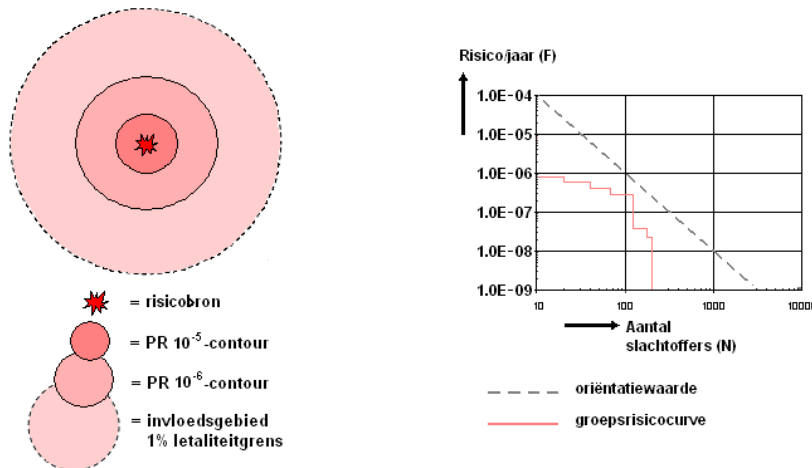 = risicobron
= PR 10⁻⁵-contour
= PR 10⁻⁶-contour
= invloedsgebied
1% letaliteitgrens
Risico/jaar (F)
1.0E-04
1.0E-05
1.0E-06
1.0E-07
1.0E-08
1.0E-09
10 100 1000 10000
Aantal
slachtoffers (N)
oriëntatiewaarde
groepsrisicocurve